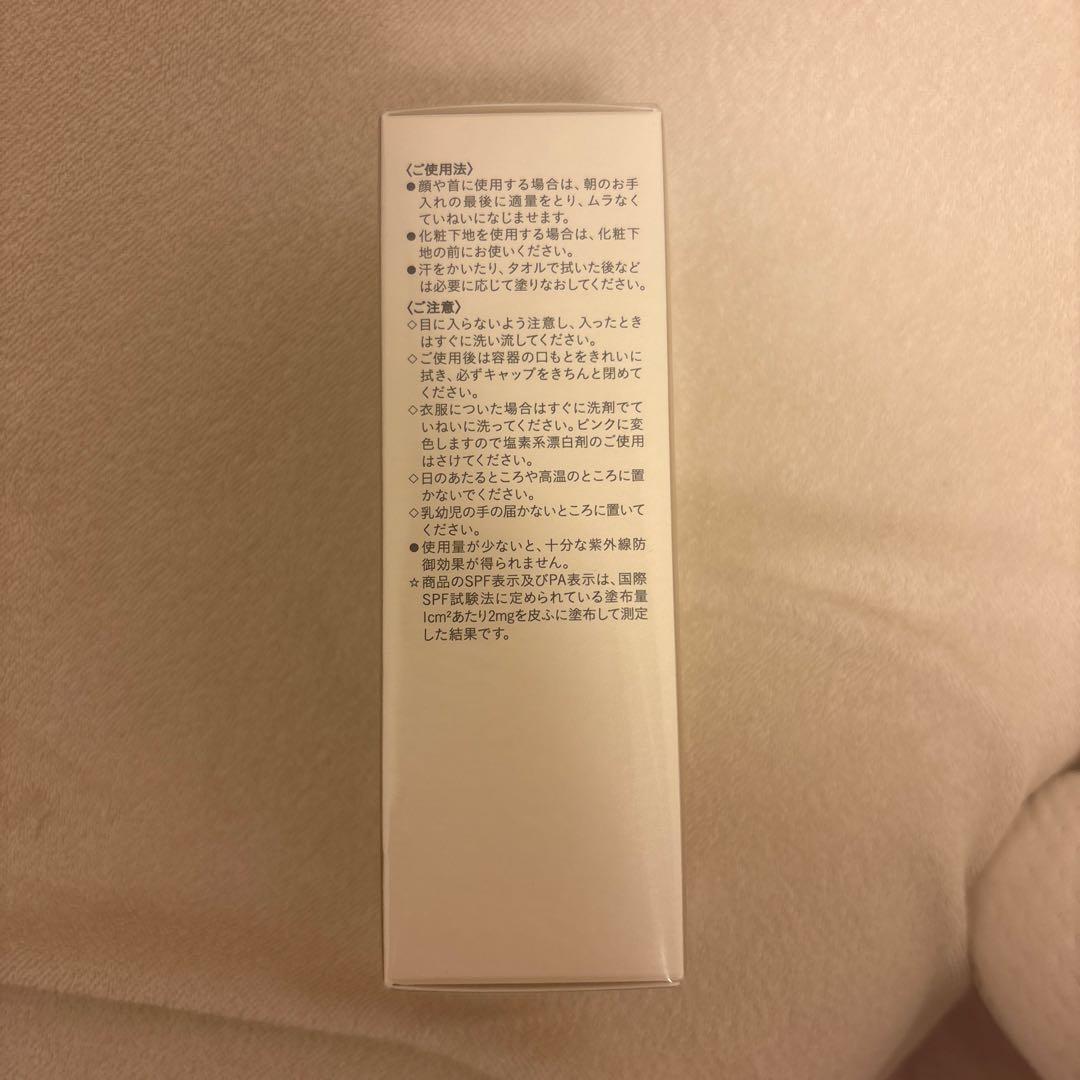 〈ご使用法〉
●顔や首に使用する場合は、朝のお手
入れの最後に適量をとり、ムラなく
ていねいになじませます。
●化粧下地を使用する場合は、化粧下
地の前にお使いください。
●汗をかいたり、タオルで拭いた後など
は必要に応じて塗りなおしてください。
〈ご注意〉
◇目に入らないよう注意し、入ったとき
はすぐに洗い流してください。
◇ご使用後は容器の口もとをきれいに
拭き、必ずキャップをきちんと閉めて
ください。
◇衣服についた場合はすぐに洗剤でて
いねいに洗ってください。ピンクに変
色しますので塩素系漂白剤のご使用
はさけてください。
◇日のあたるところや高温のところに置
かないでください。
◇乳幼児の手の届かないところに置いて
ください。
●使用量が少ないと、十分な紫外線防
御効果が得られません。
☆商品のSPF表示及びPA表示は、国際
SPF試験法に定められている塗布量
1cm²あたり2mgを皮ふに塗布して測定
した結果です。